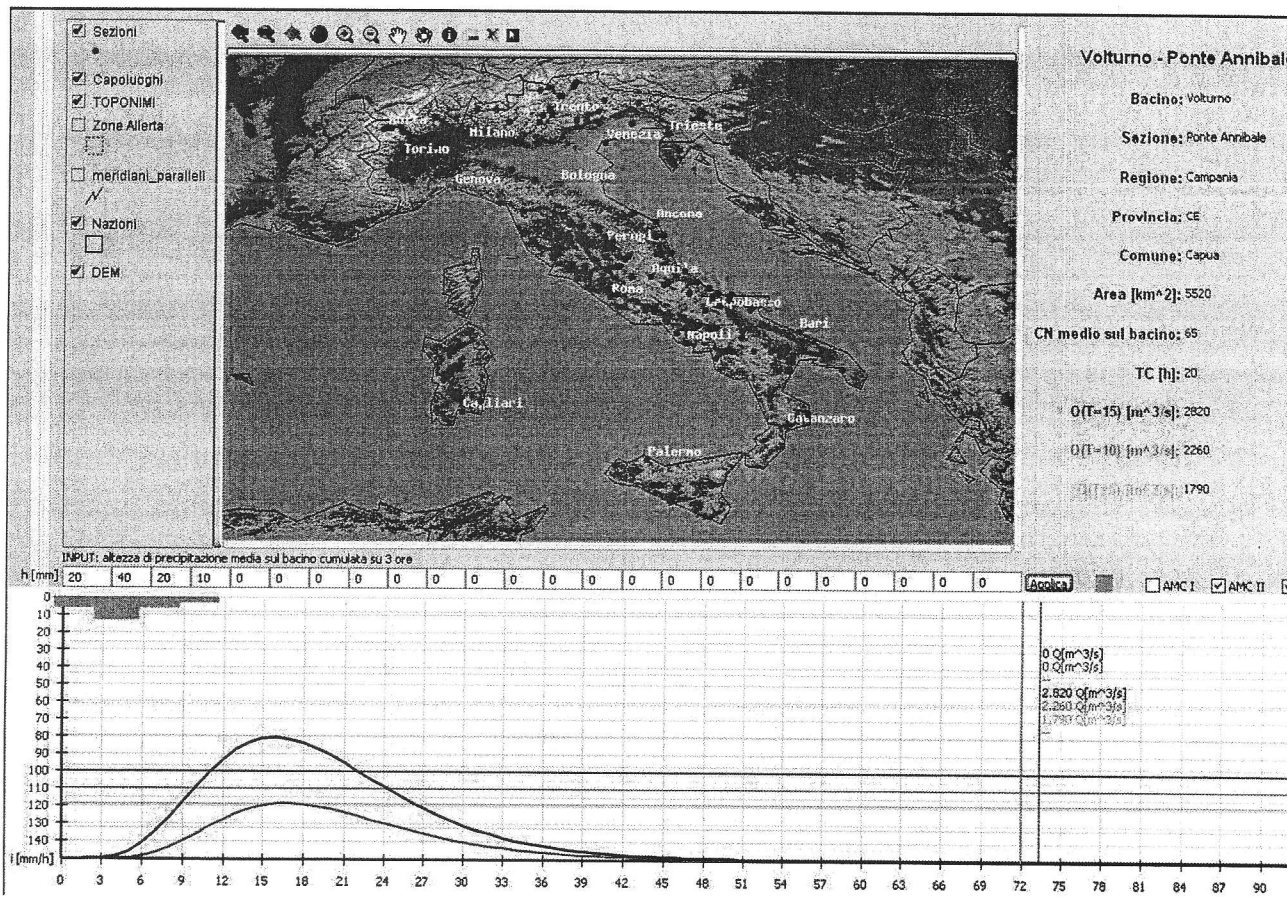 Sezioni
Capoluoghi
TOPONIMI
Zone Allerta
meridiani_paralleli
Nazioni
DEM
Trento
Milano
Venezia
Trieste
Torino
Genova
Bologna
Ancona
Perugi
Aquila
Roma
Bari
Napoli
Cagliari
Catanzaro
Palermo
Volturno - Ponte Annibale
Bacino: Volturno
Sezione: Ponte Annibale
Regione: Campania
Provincia: CE
Comune: Capua
Area [km^2]: 5520
CN medio sul bacino: 65
TC [h]: 20
Q(T=15) [m^3/s]: 2820
Q(T=10) [m^3/s]: 2260
1790
INPUT: altezza di precipitazione media sul bacino cumulata su 3 ore
h [mm] 20 40 20 10 0 0 0 0 0 0 0 0 0 0 0 0 0 0 0 0 0 0 0 0 Applica AMC I AMC II
0
10
20
30
40
50
60
70
80
90
100
110
120
130
140
i [mm/h]
0 Q[m^3/s]
0 Q[m^3/s]
--
2.820 Q[m^3/s]
2.260 Q[m^3/s]
1.790 Q[m^3/s]
--
0 3 6 9 12 15 18 21 24 27 30 33 36 39 42 45 48 51 54 57 60 63 66 69 72 75 78 81 84 87 90